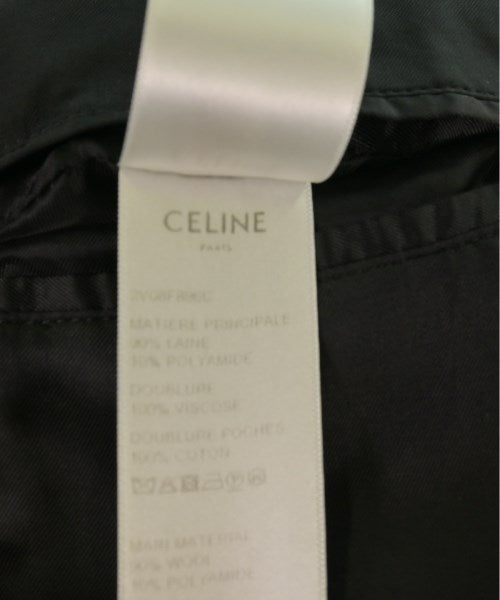 CELINE
PARIS
MATIERE PRINCIPALE
90% LAINE
10% POLYAMIDE
DOUBLURE
100% VISCOSE
DOUBLURE POCHES
100% COTON
MAIN MATERIAL
90% WOOL
10% POLYAMIDE